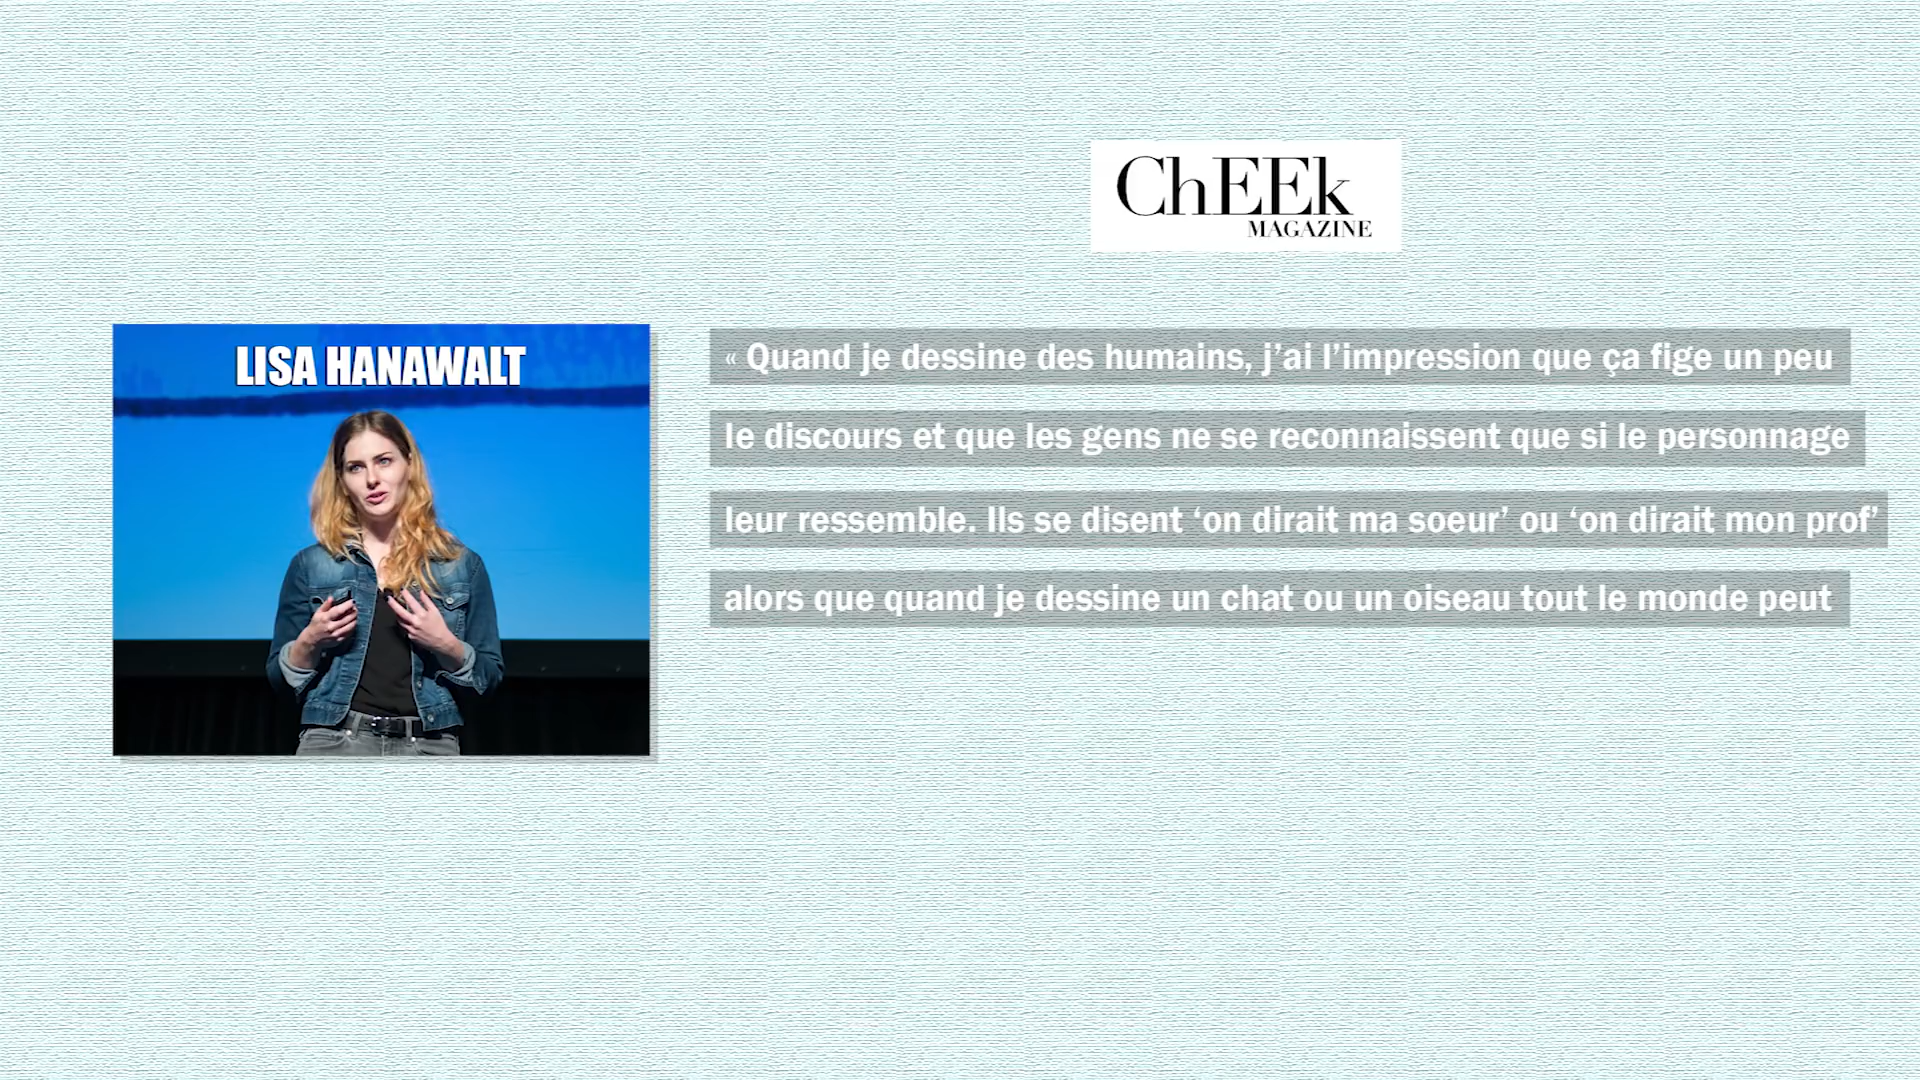 ChEEk
MAGAZINE
LISA HANAWALT
« Quand je dessine des humains, j’ai l’impression que ça fige un peu
le discours et que les gens ne se reconnaissent que si le personnage
leur ressemble. Ils se disent ‘on dirait ma soeur’ ou ‘on dirait mon prof’
alors que quand je dessine un chat ou un oiseau tout le monde peut